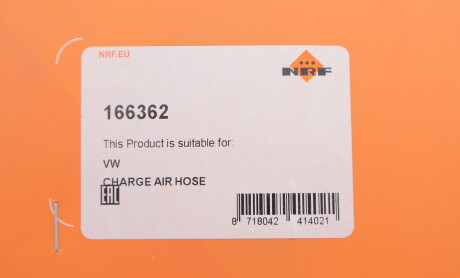 NRF.EU
NRF
166362
This Product is suitable for:
VW
CHARGE AIR HOSE
EAC
8 718042 414021